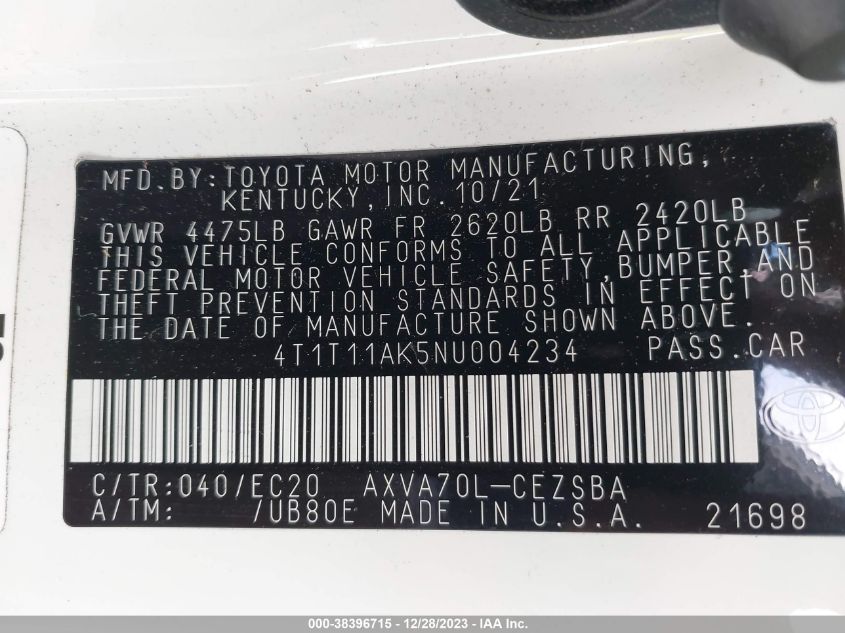 MFD. BY: TOYOTA MOTOR MANUFACTURING,
KENTUCKY, INC. 10/21
GVWR 4475LB GAWR FR 2620LB RR 2420LB
THIS VEHICLE CONFORMS TO ALL APPLICABLE
FEDERAL MOTOR VEHICLE SAFETY, BUMPER, AND
THEFT PREVENTION STANDARDS IN EFFECT ON
THE DATE OF MANUFACTURE SHOWN ABOVE.
4T1T11AK5NU004234 PASS. CAR
C/TR: 040/EC20 AXVA70L-CEZSBA
A/TM: /UB80E MADE IN U.S.A. 21698
000-38396715 - 12/28/2023 - IAA Inc.